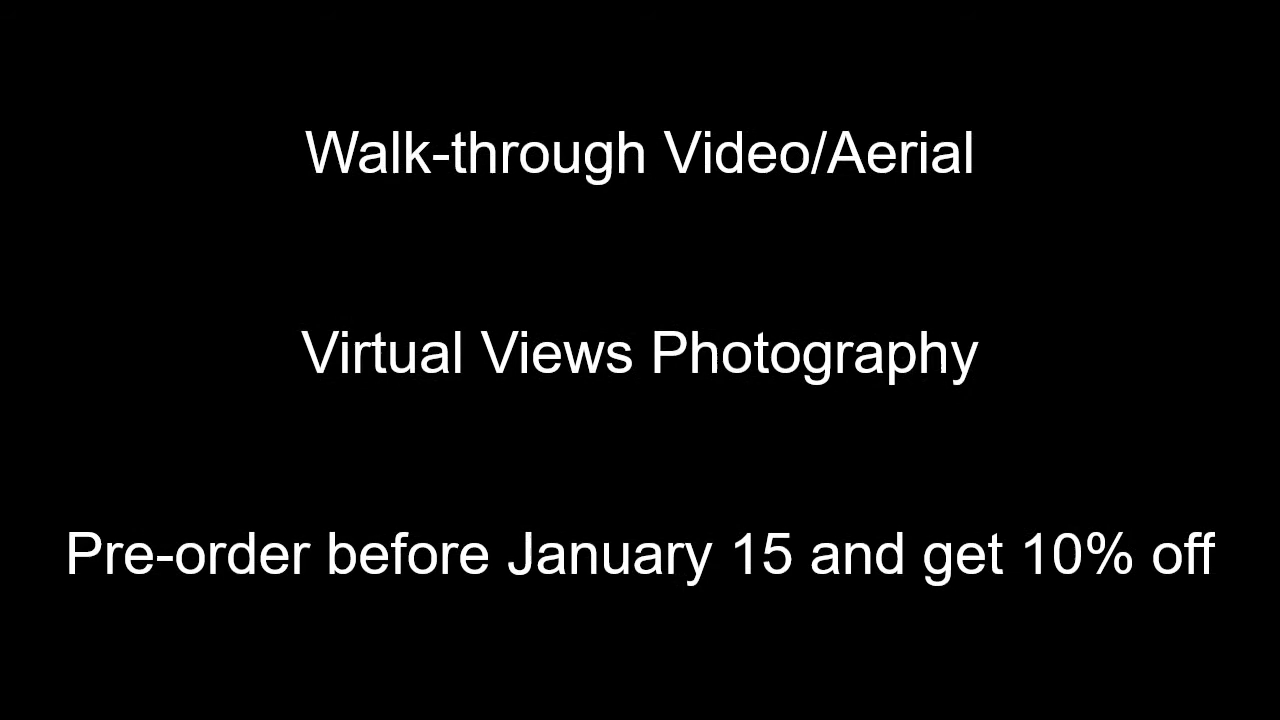 Walk-through Video/Aerial
Virtual Views Photography
Pre-order before January 15 and get 10% off